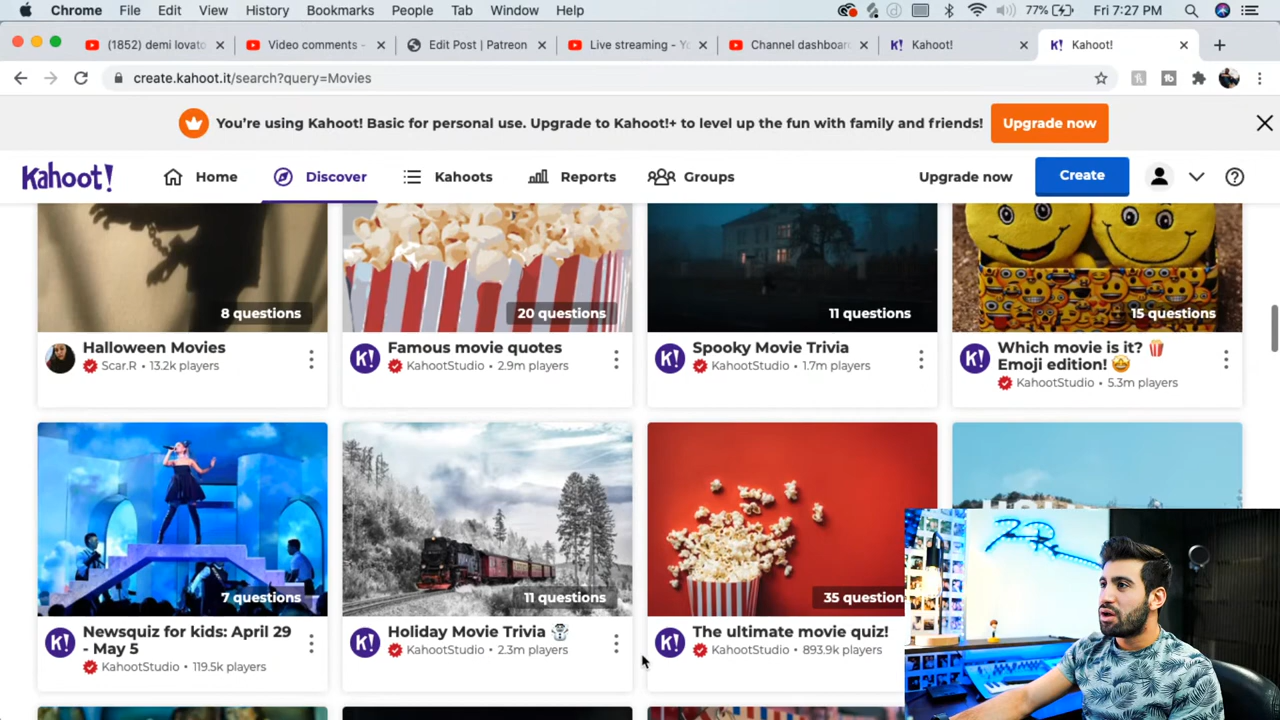 Chrome File Edit View History Bookmarks People Tab Window Help 77% Fri 7:27 PM
(1852) demi lovato Video comments - Edit Post | Patreon Live streaming - Yo Channel dashboard Kahoot! Kahoot!
create.kahoot.it/search?query=Movies
You're using Kahoot! Basic for personal use. Upgrade to Kahoot!+ to level up the fun with family and friends! Upgrade now
Kahoot! Home Discover Kahoots Reports Groups Upgrade now Create
8 questions 20 questions 11 questions 15 questions
Halloween Movies
Scar.R • 13.2k players
Famous movie quotes
KahootStudio • 2.9m players
Spooky Movie Trivia
KahootStudio • 1.7m players
Which movie is it? 🍿
Emoji edition! 🤩
KahootStudio • 5.3m players
7 questions 11 questions 35 question
Newsquiz for kids: April 29
- May 5
KahootStudio • 119.5k players
Holiday Movie Trivia ☃
KahootStudio • 2.3m players
The ultimate movie quiz!
KahootStudio • 893.9k players